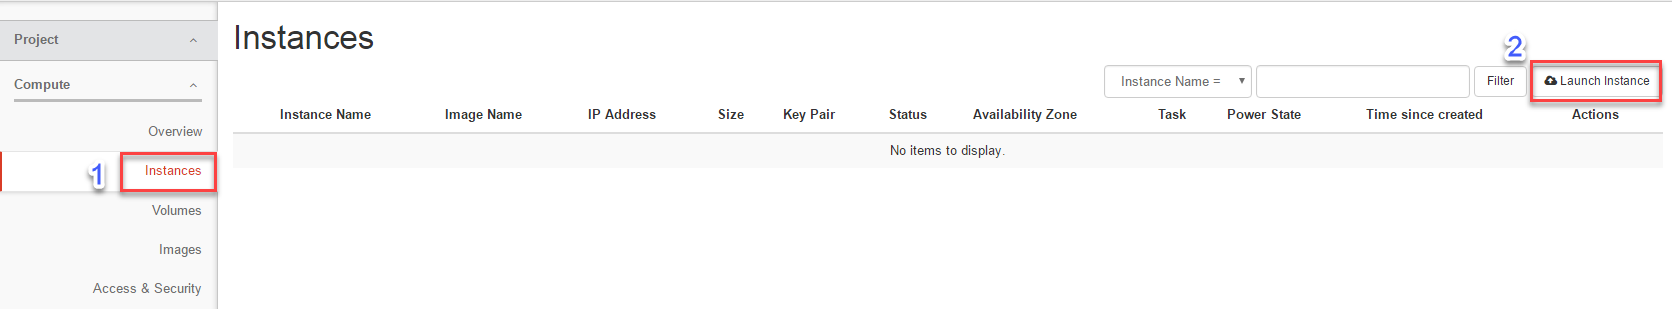 Project
Compute
Overview
1
Instances
Volumes
Images
Access & Security
Instances
2
Instance Name = Filter Launch Instance
Instance Name Image Name IP Address Size Key Pair Status Availability Zone Task Power State Time since created Actions
No items to display.